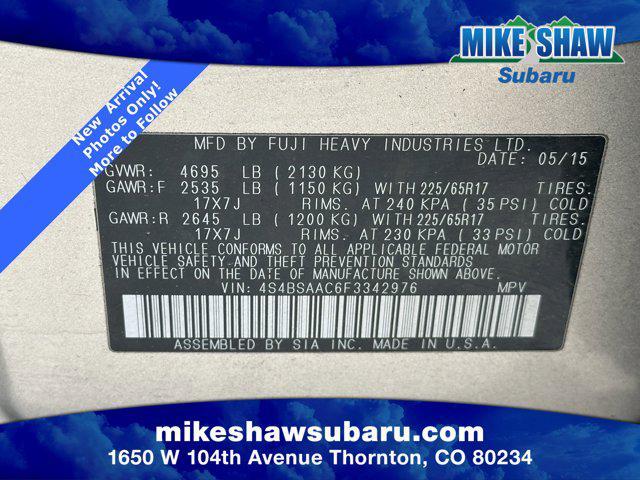 MIKE SHAW
Subaru
New Arrival
Photos Only!
More to Follow
MFD BY FUJI HEAVY INDUSTRIES LTD.
DATE: 05/15
GVWR: 4695 LB (2130 KG)
GAWR:F 2535 LB (1150 KG) WITH 225/65R17 TIRES.
17X7J RIMS. AT 240 KPA (35 PSI) COLD
GAWR:R 2645 LB (1200 KG) WITH 225/65R17 TIRES.
17X7J RIMS. AT 230 KPA (33 PSI) COLD
THIS VEHICLE CONFORMS TO ALL APPLICABLE FEDERAL MOTOR
VEHICLE SAFETY AND THEFT PREVENTION STANDARDS
IN EFFECT ON THE DATE OF MANUFACTURE SHOWN ABOVE.
VIN: 4S4BSAAC6F3342976 MPV
ASSEMBLED BY SIA INC. MADE IN U.S.A.
mikeshawsubaru.com
1650 W 104th Avenue Thornton, CO 80234